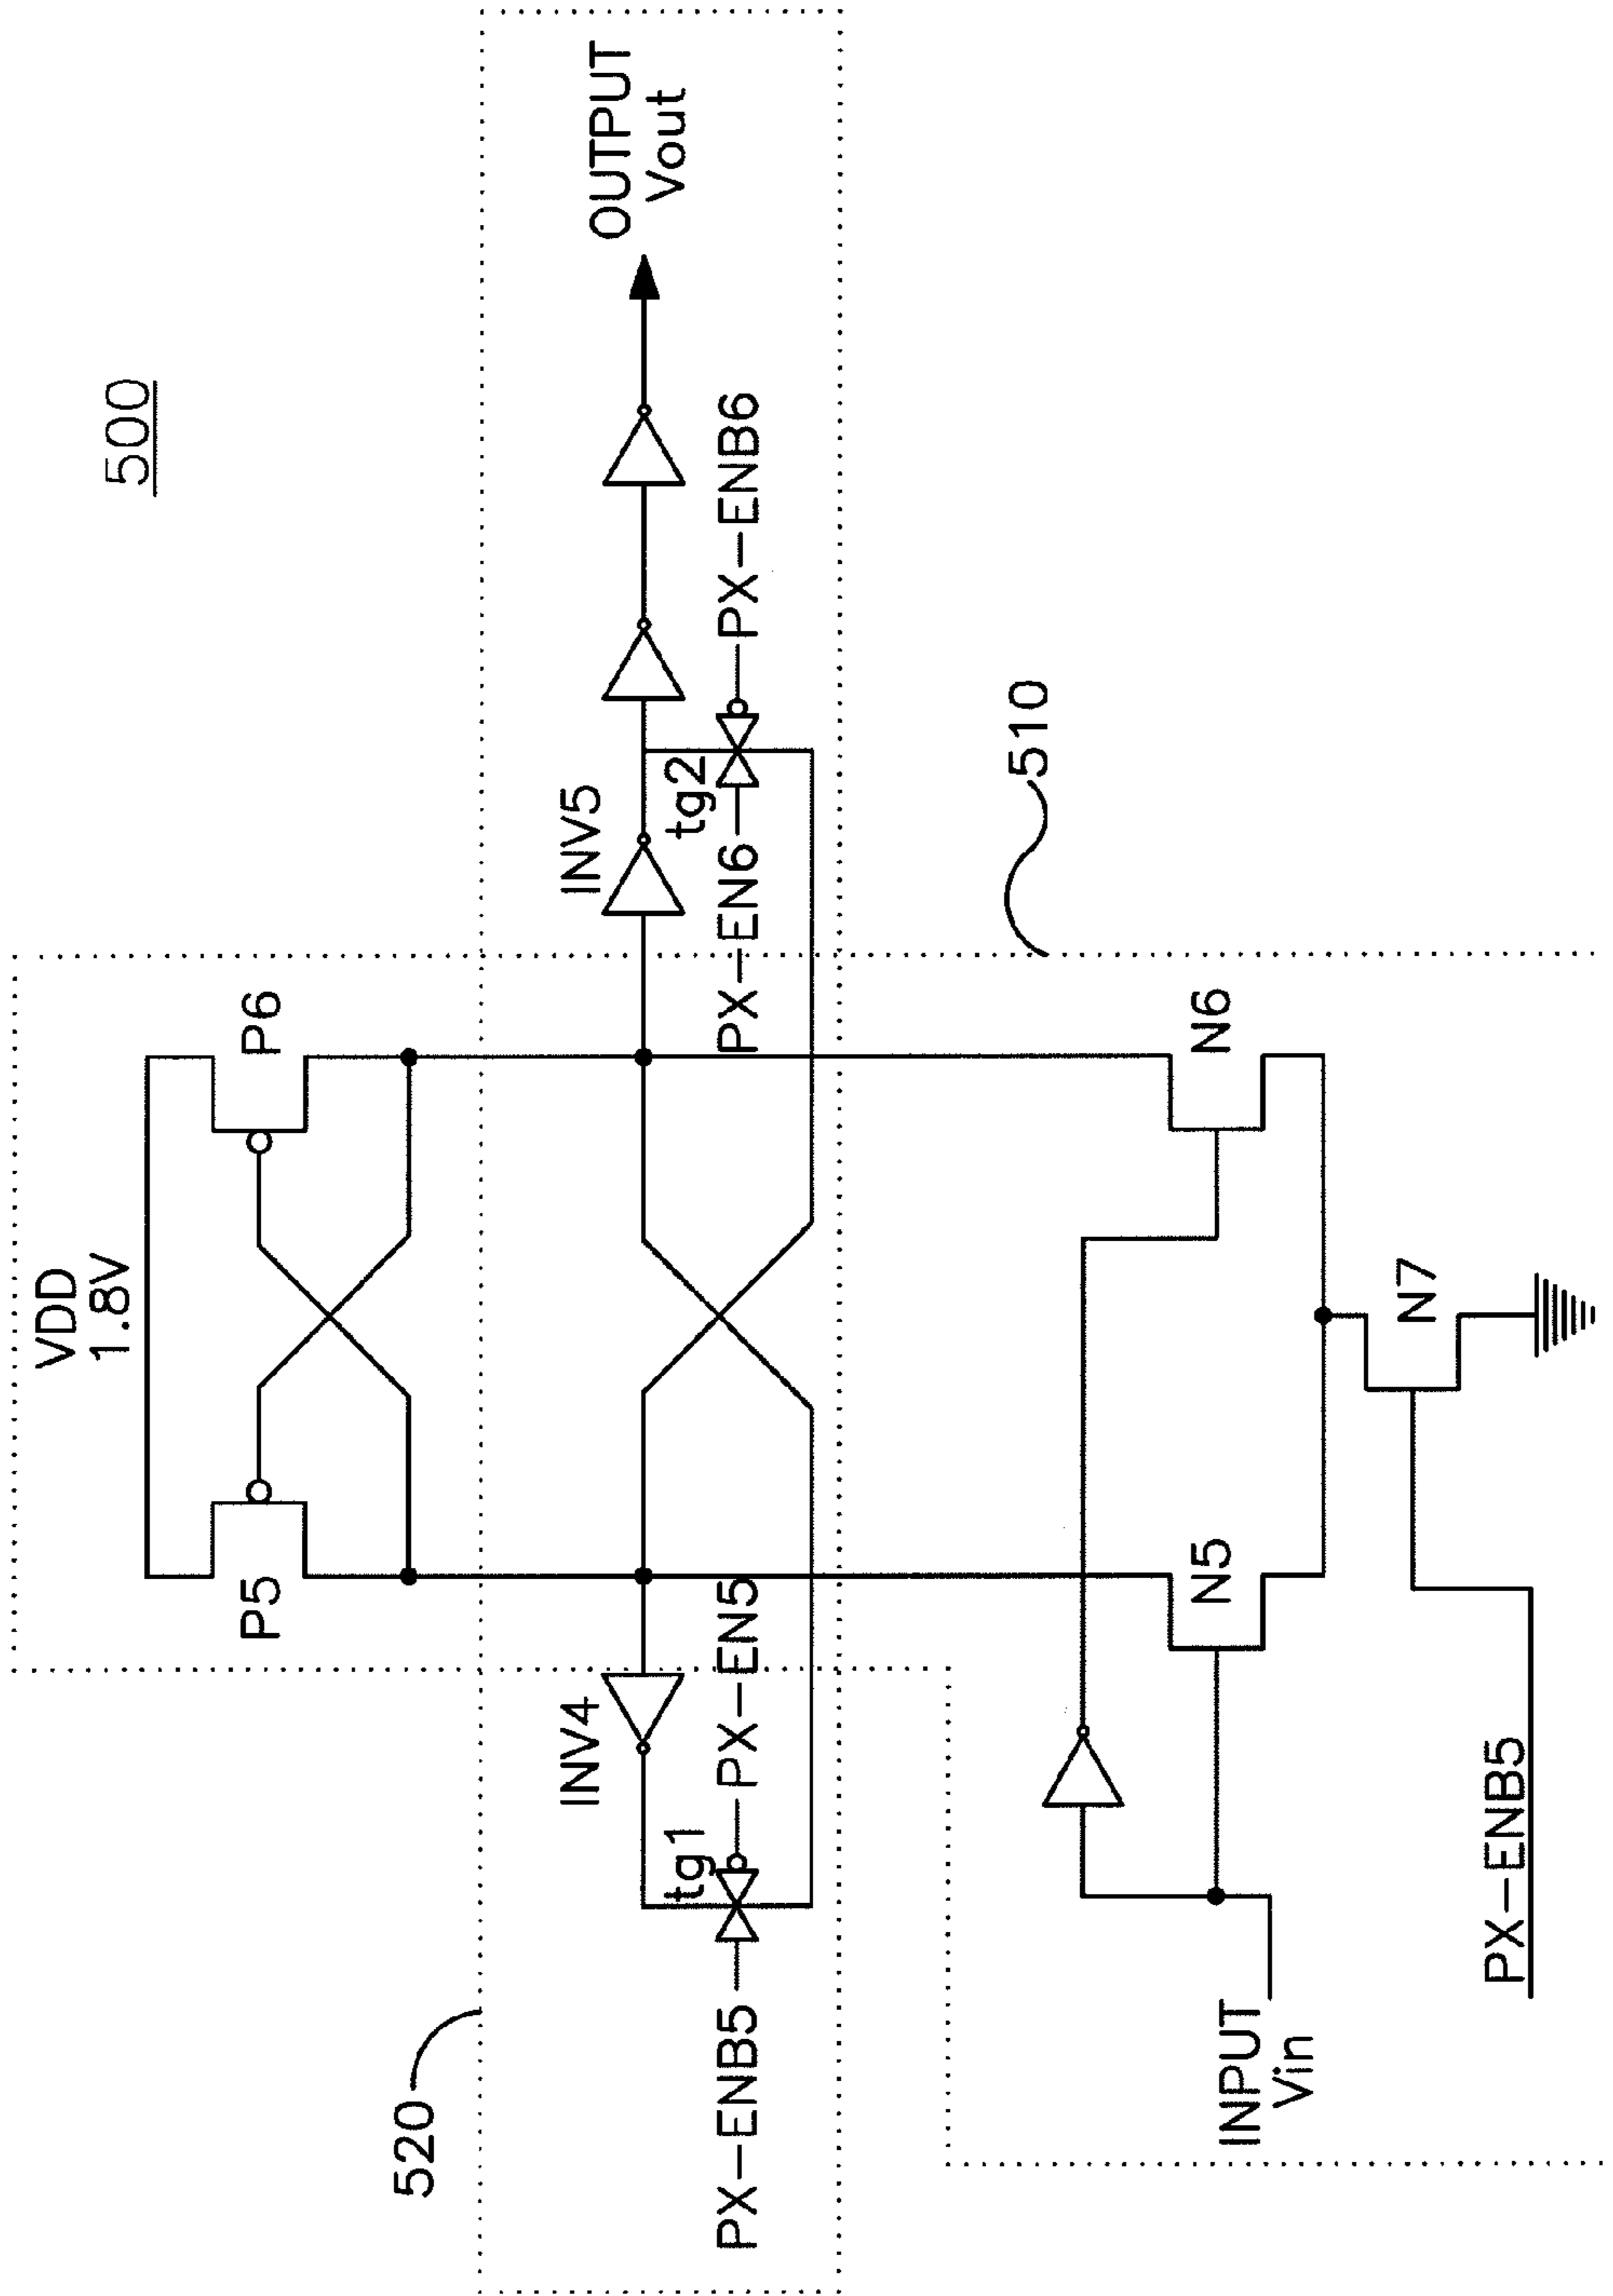 500
VDD
1.8V
P5
P6
520
INV4
INV5
OUTPUT
Vout
tg1
tg2
PX-ENB5
PX-EN5
PX-EN6
PX-ENB6
510
INPUT
Vin
N5
N6
N7
PX-ENB5